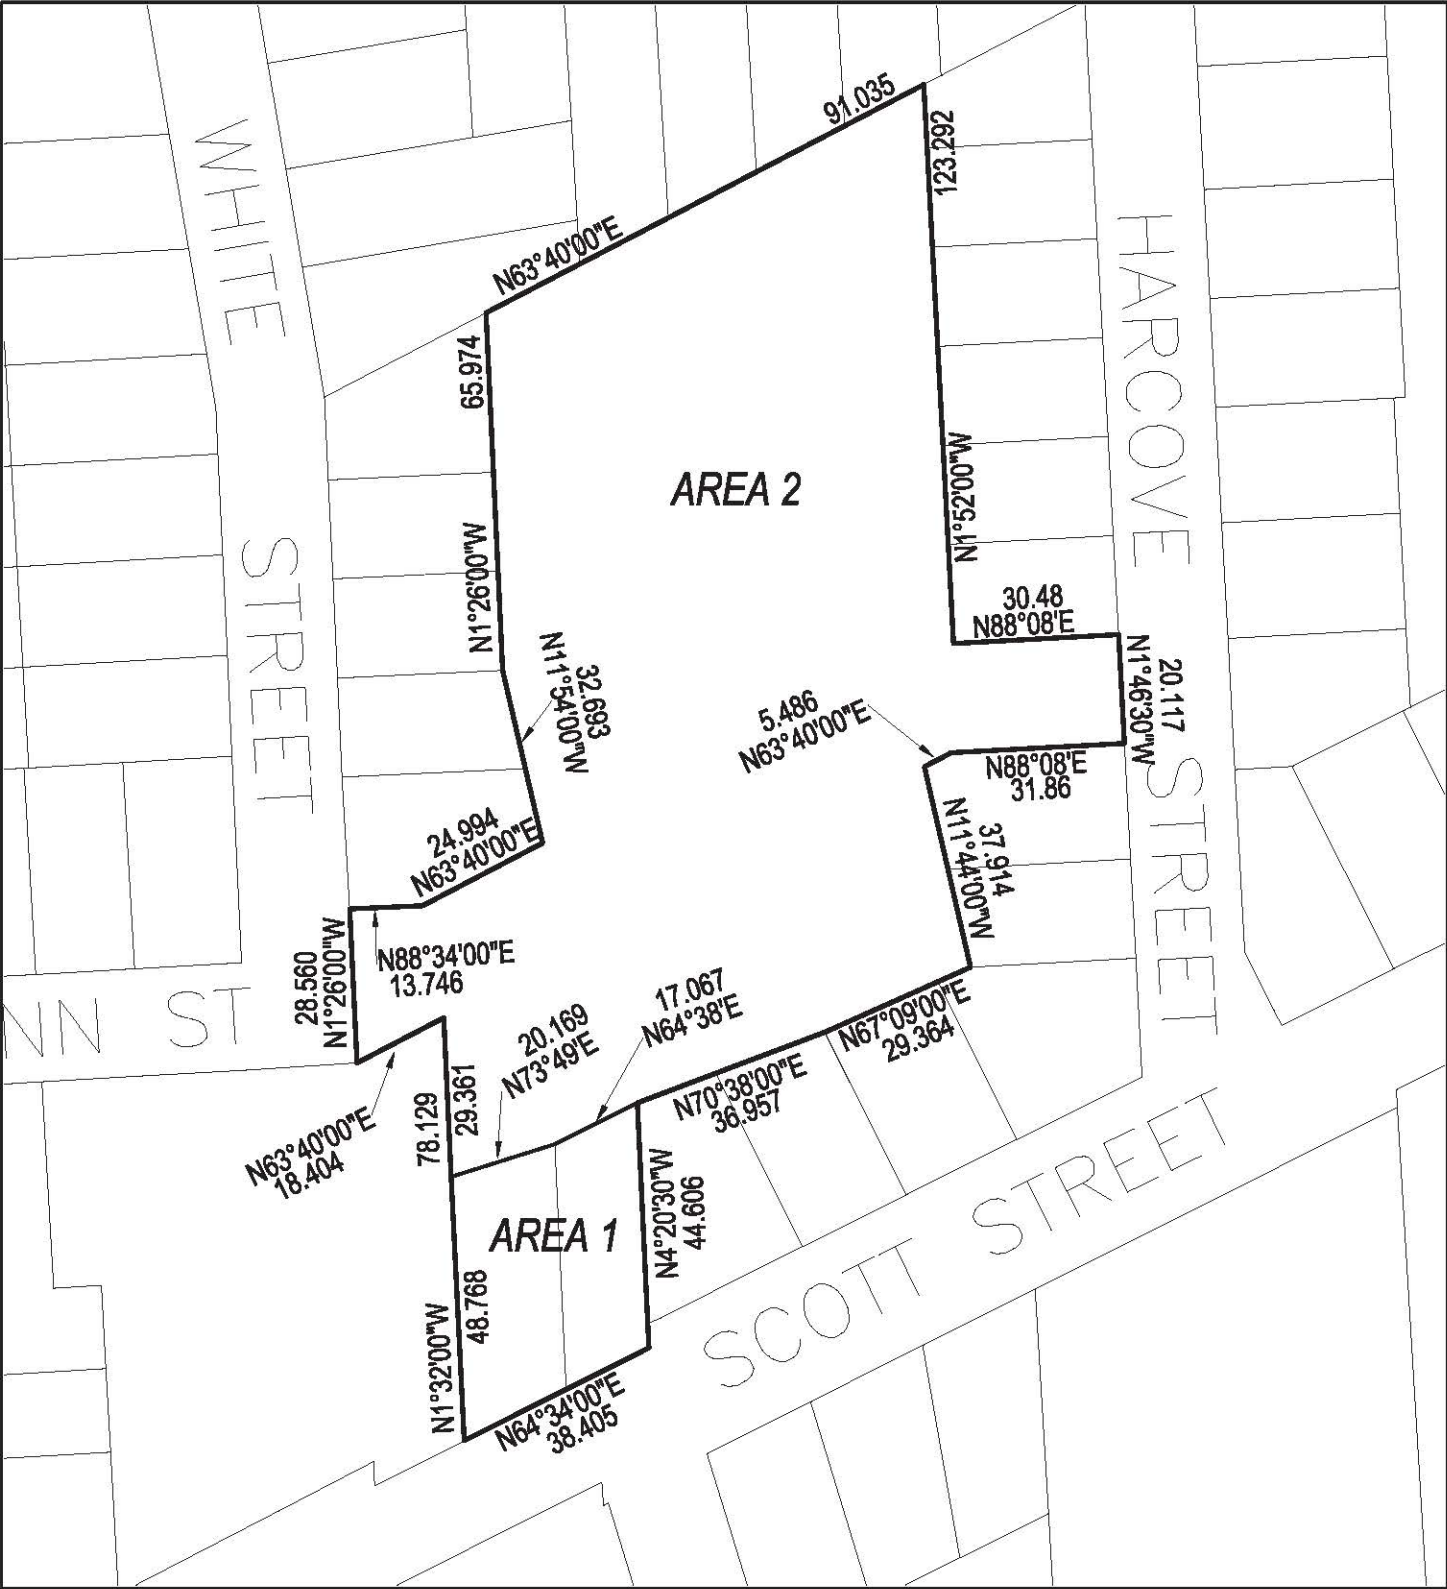 91.035
123.292
WHITE
N63°40'00"E
HARCOVE
65.974
AREA 2
N1°52'00"W
N1°26'00"W
STREET
30.48
N88°08'E
N11°54'00"W
32.693
N1°46'30"W
20.117
5.486
N63°40'00"E
N88°08'E
31.86
STREET
24.994
N63°40'00"E
N11°44'00"W
37.914
28.560
N1°26'00"W
N88°34'00"E
13.746
NN ST
17.067
N64°38'E
20.169
N73°49'E
N67°09'00"E
29.364
78.129
29.361
N70°38'00"E
36.957
N63°40'00"E
18.404
AREA 1
N4°20'30"W
44.606
SCOTT STREET
48.768
N1°32'00"W
N64°34'00"E
38.405